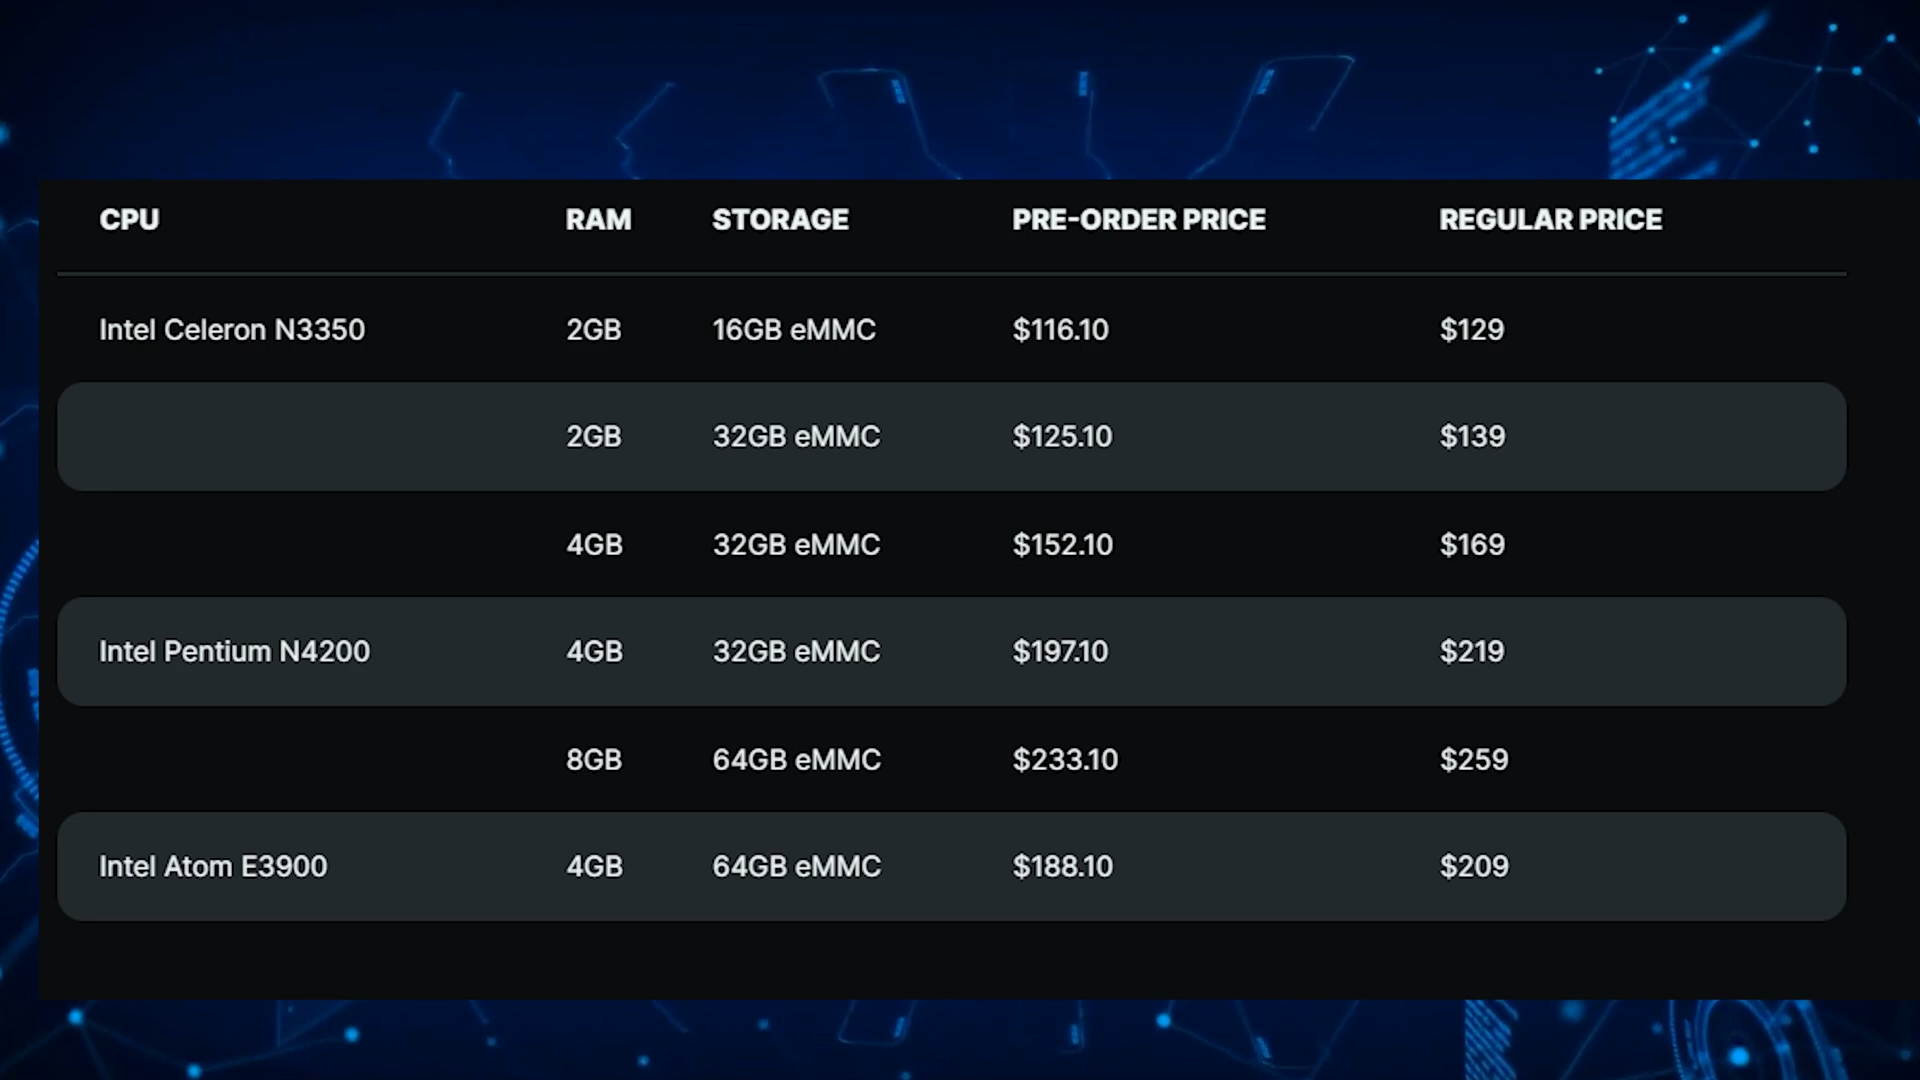 CPU RAM STORAGE PRE-ORDER PRICE REGULAR PRICE
Intel Celeron N3350 2GB 16GB eMMC $116.10 $129
2GB 32GB eMMC $125.10 $139
4GB 32GB eMMC $152.10 $169
Intel Pentium N4200 4GB 32GB eMMC $197.10 $219
8GB 64GB eMMC $233.10 $259
Intel Atom E3900 4GB 64GB eMMC $188.10 $209